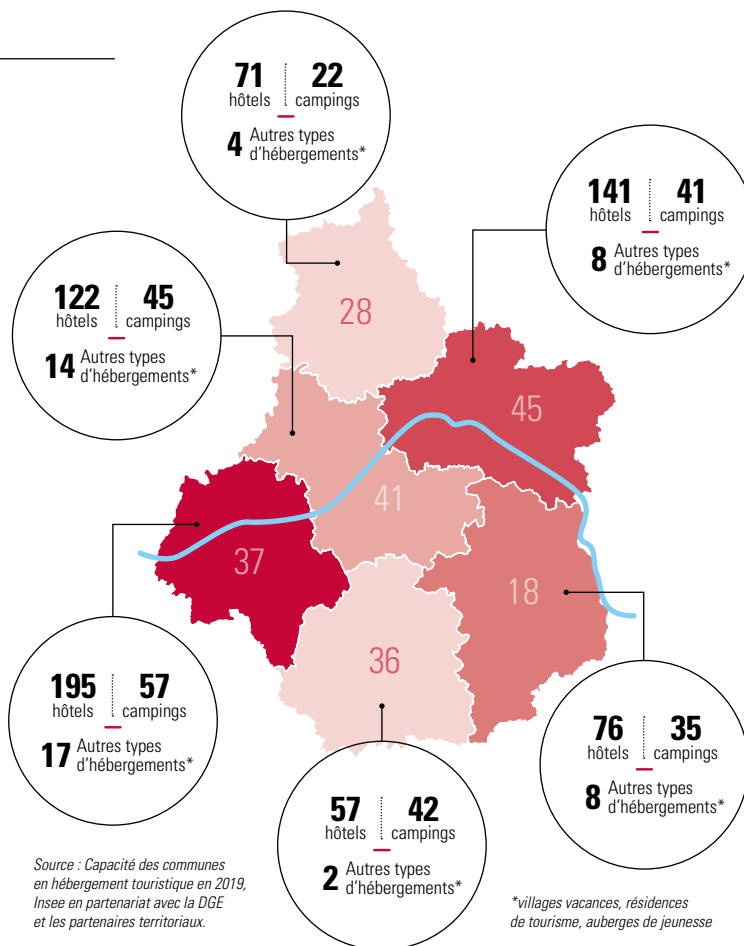 71 22
hôtels campings
4 Autres types
d'hébergements*
141 41
hôtels campings
8 Autres types
d'hébergements*
122 45
hôtels campings
14 Autres types
d'hébergements*
28
45
41
37
18
36
195 57
hôtels campings
17 Autres types
d'hébergements*
76 35
hôtels campings
8 Autres types
d'hébergements*
57 42
hôtels campings
2 Autres types
d'hébergements*
Source : Capacité des communes
en hébergement touristique en 2019,
Insee en partenariat avec la DGE
et les partenaires territoriaux.
*villages vacances, résidences
de tourisme, auberges de jeunesse